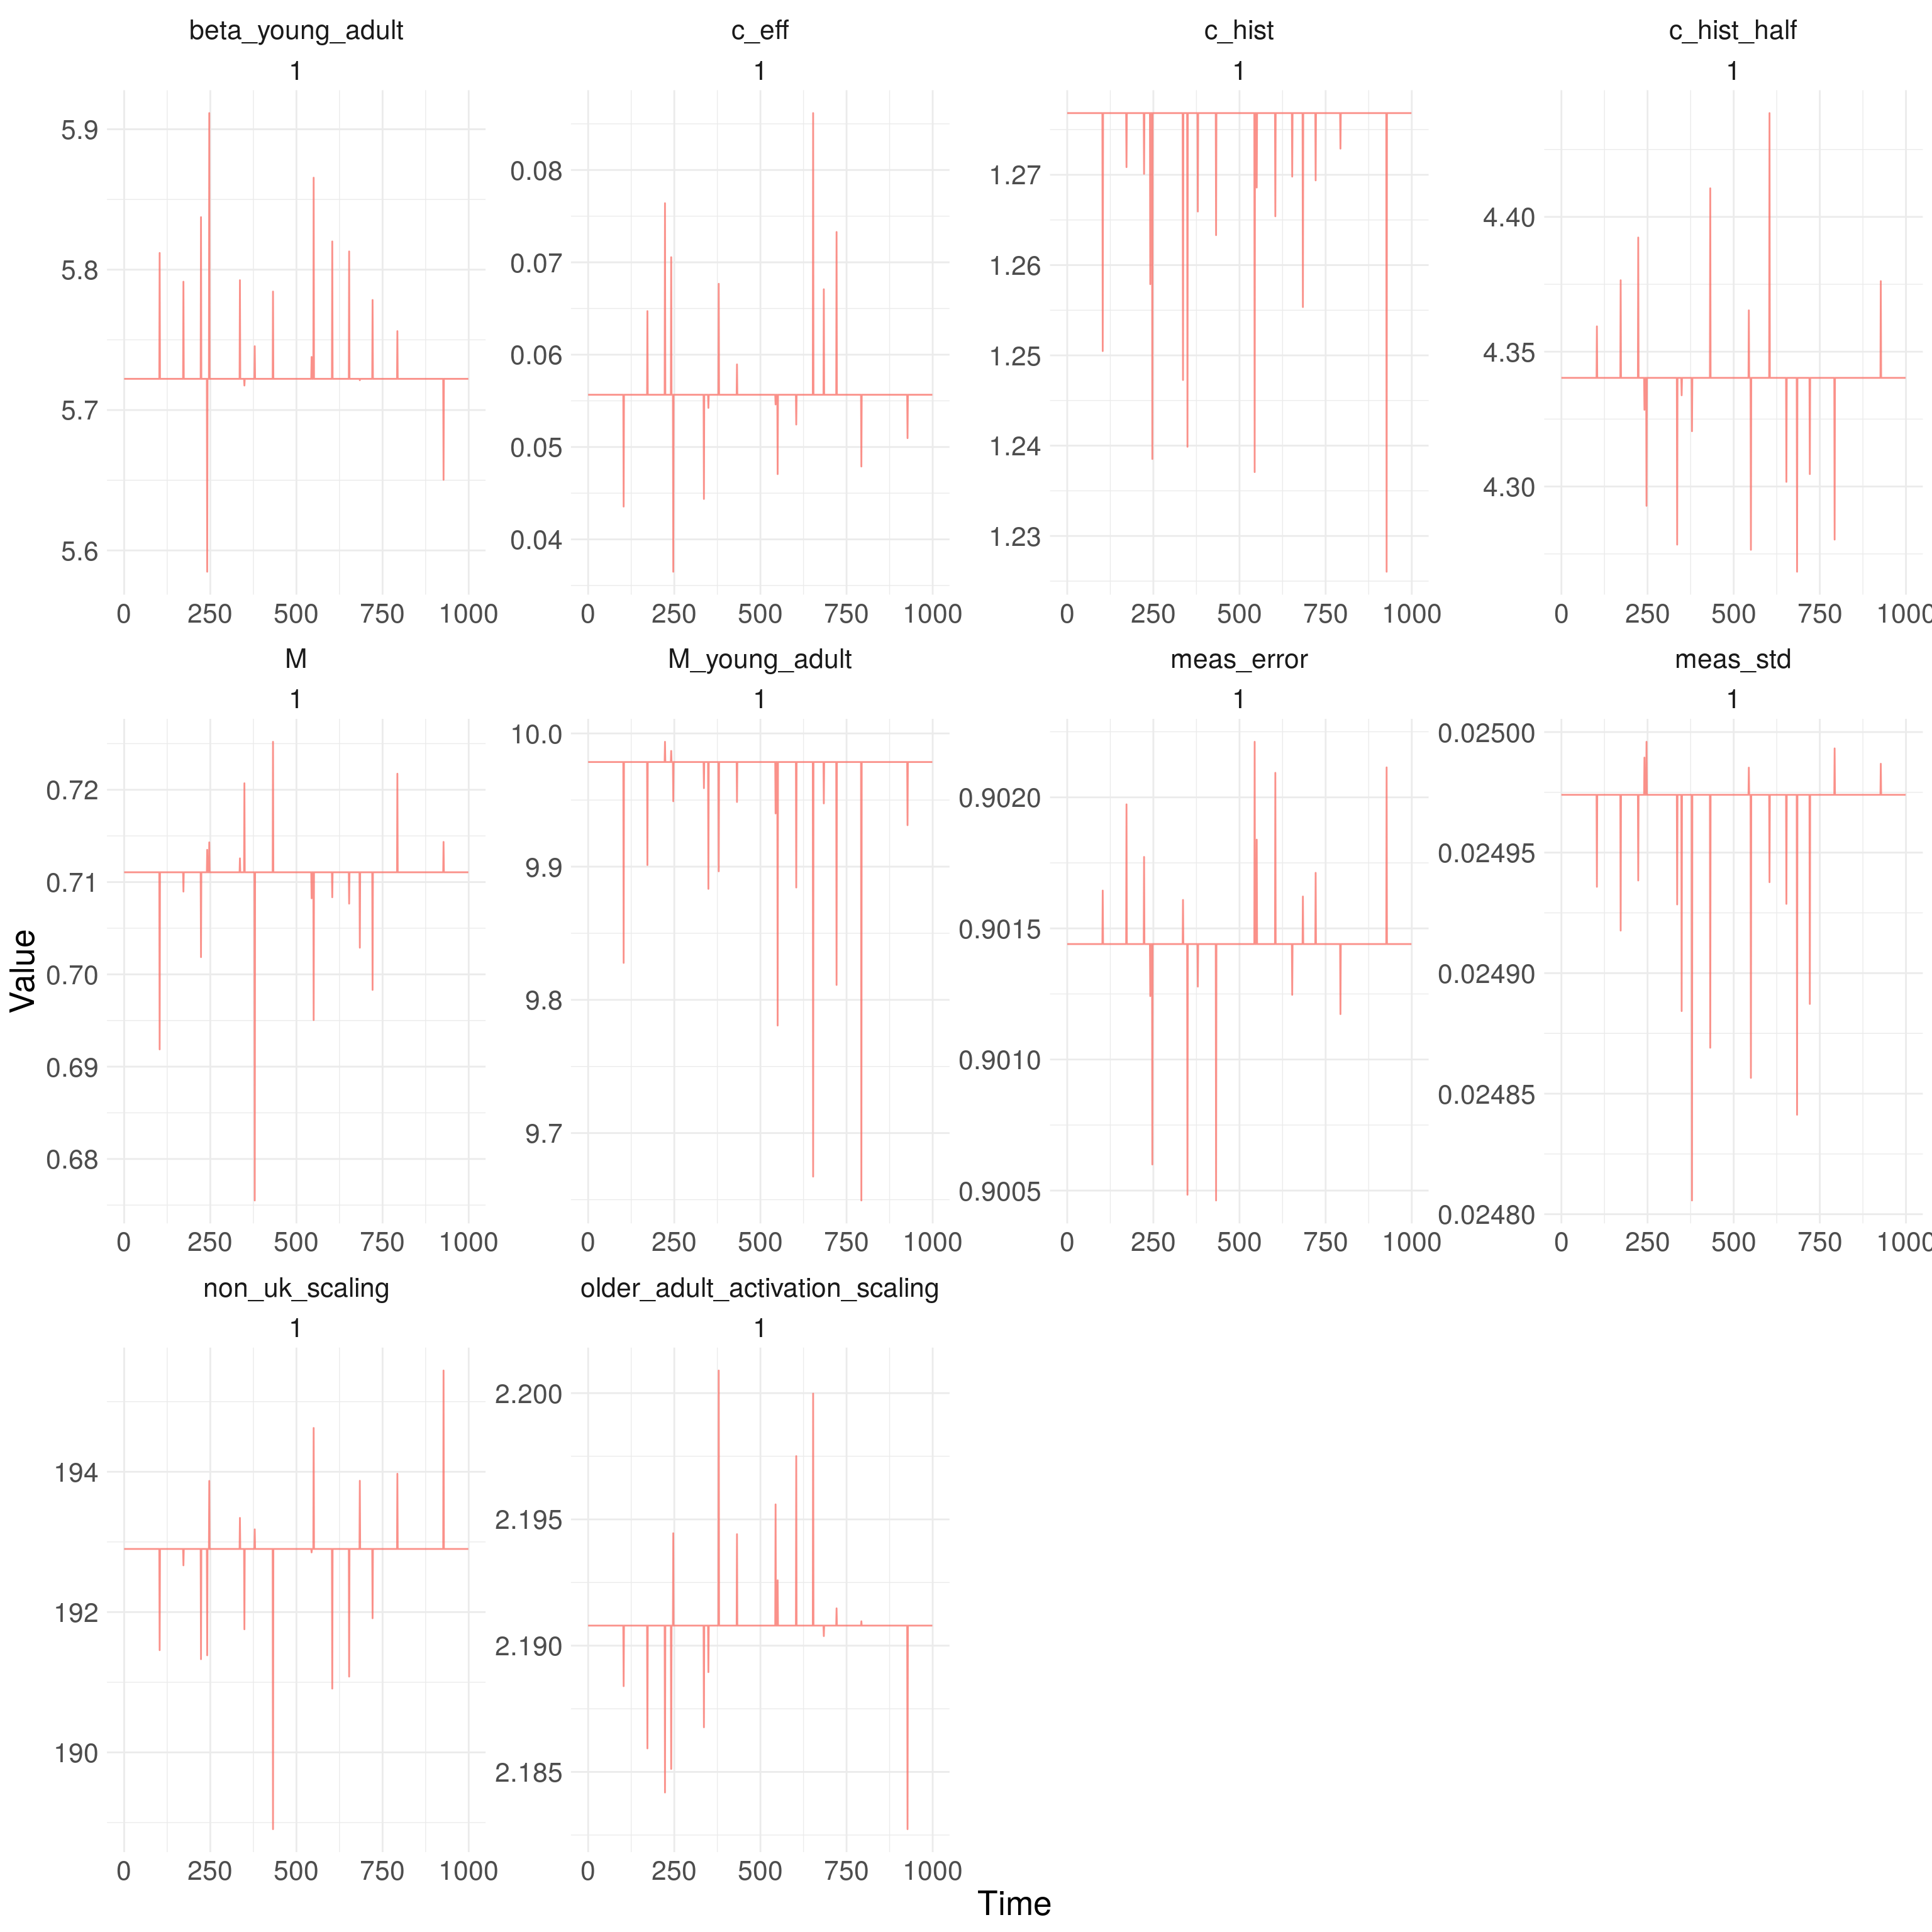 beta_young_adult
1
5.9
5.8
5.7
5.6
0 250 500 750 1000
c_eff
1
0.08
0.07
0.06
0.05
0.04
0 250 500 750 1000
c_hist
1
1.27
1.26
1.25
1.24
1.23
0 250 500 750 1000
c_hist_half
1
4.40
4.35
4.30
0 250 500 750 1000
M
1
0.72
0.71
0.70
0.69
0.68
0 250 500 750 1000
M_young_adult
1
10.0
9.9
9.8
9.7
0 250 500 750 1000
meas_error
1
0.9020
0.9015
0.9010
0.9005
0 250 500 750 1000
meas_std
1
0.02500
0.02495
0.02490
0.02485
0.02480
0 250 500 750 1000
non_uk_scaling
1
194
192
190
0 250 500 750 1000
older_adult_activation_scaling
1
2.200
2.195
2.190
2.185
0 250 500 750 1000
Value
Time